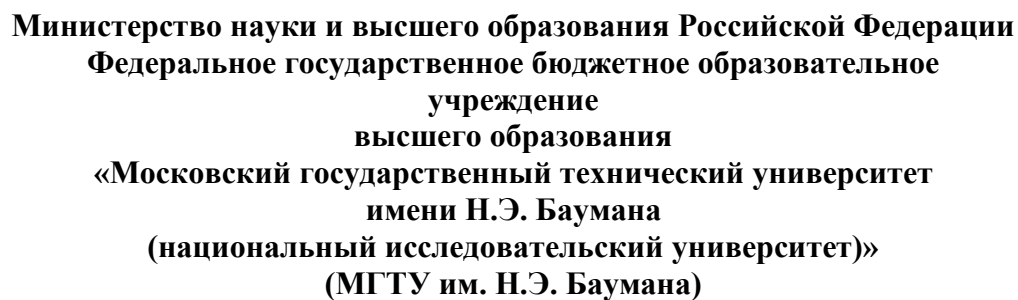 Министерство науки и высшего образования Российской Федерации
Федеральное государственное бюджетное образовательное
учреждение
высшего образования
«Московский государственный технический университет
имени Н.Э. Баумана
(национальный исследовательский университет)»
(МГТУ им. Н.Э. Баумана)